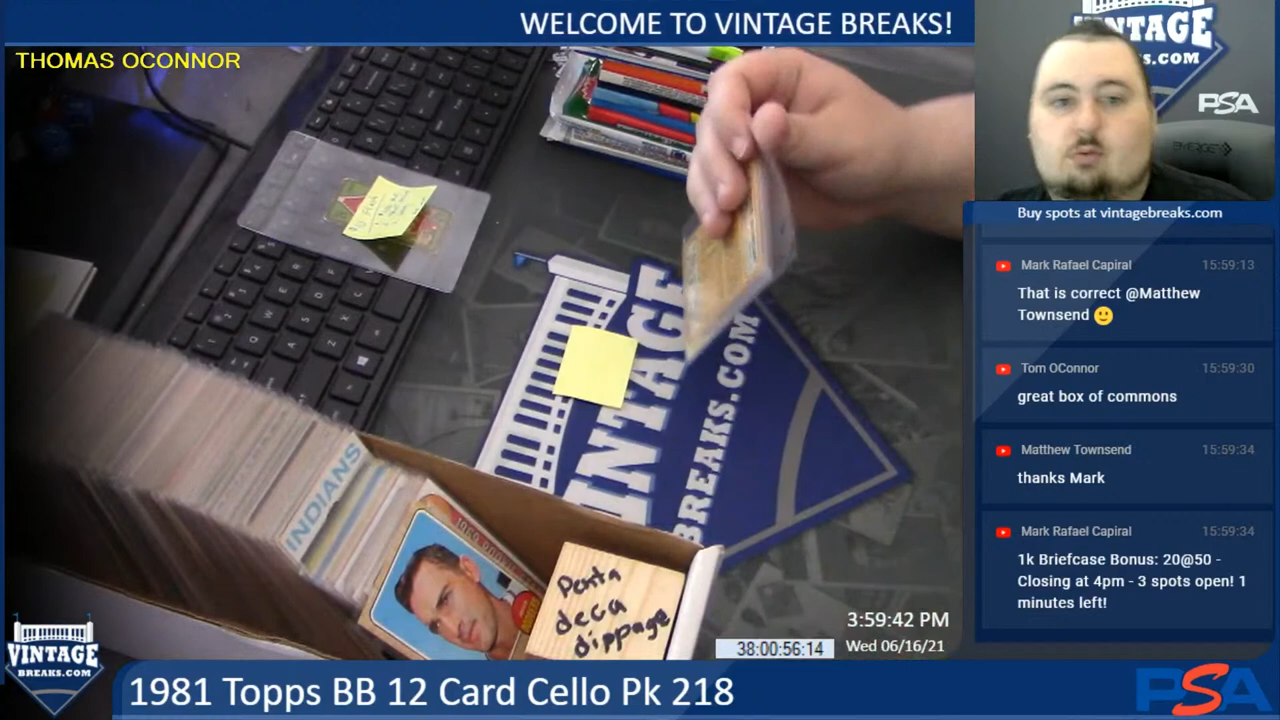 WELCOME TO VINTAGE BREAKS!
THOMAS OCONNOR
VINTAGE
KS.COM
PSA
Buy spots at vintagebreaks.com
Mark Rafael Capiral 15:59:13
That is correct @Matthew
Townsend 🙂
Tom OConnor 15:59:30
great box of commons
Matthew Townsend 15:59:34
thanks Mark
Mark Rafael Capiral 15:59:34
1k Briefcase Bonus: 20@50 -
Closing at 4pm - 3 spots open! 1
minutes left!
VINTAGE
BREAKS.COM
INDIANS
Penta
deca
dippage
3:59:42 PM
38:00:56:14
Wed 06/16/21
VINTAGE
BREAKS.COM
1981 Topps BB 12 Card Cello Pk 218
PSA